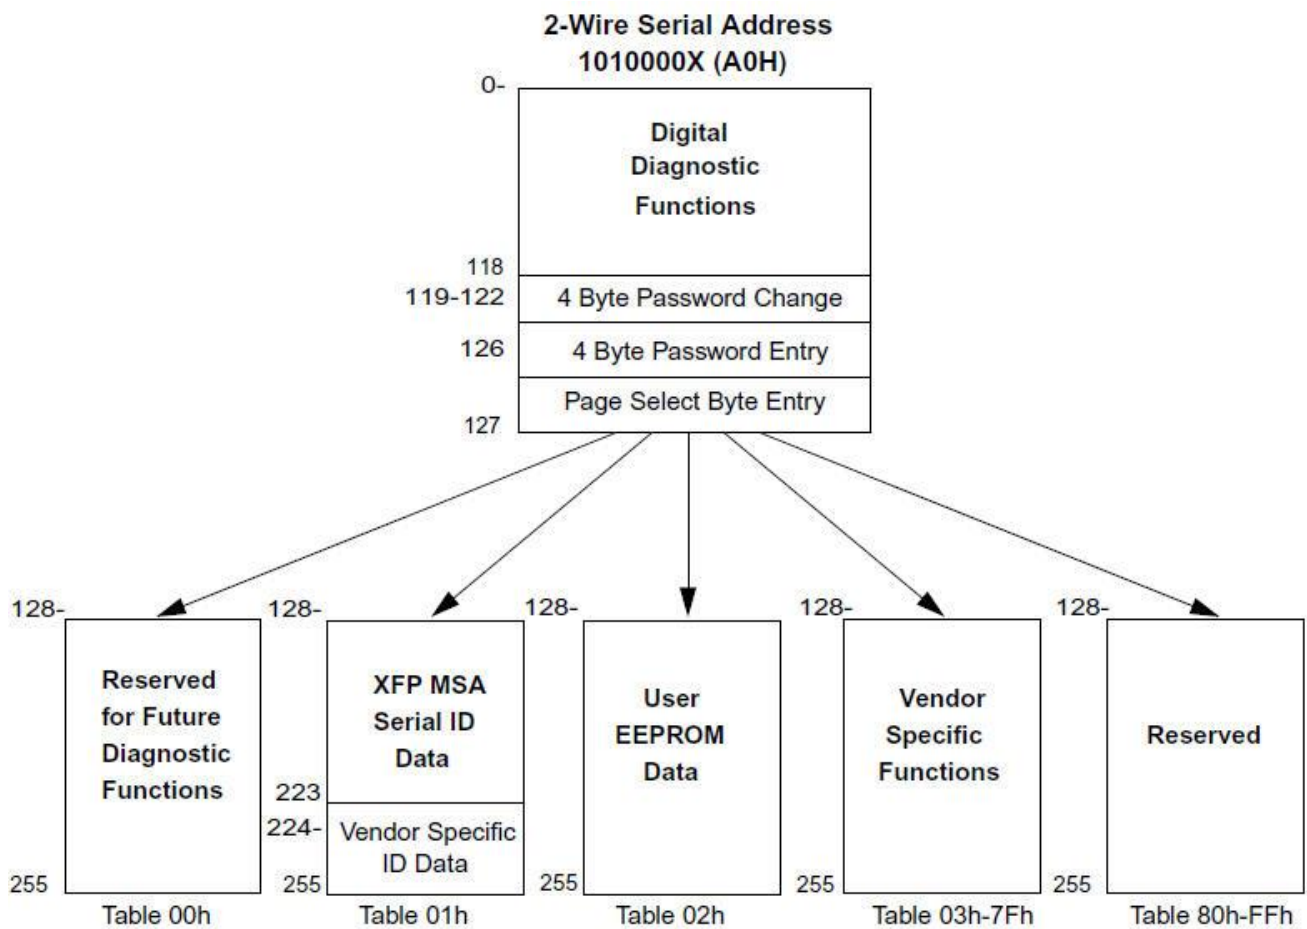 2-Wire Serial Address
1010000X (A0H)
0-
Digital
Diagnostic
Functions
118
119-122
4 Byte Password Change
126
4 Byte Password Entry
Page Select Byte Entry
127
128-
Reserved
for Future
Diagnostic
Functions
255
Table 00h
128-
XFP MSA
Serial ID
Data
223
224-
Vendor Specific
ID Data
255
Table 01h
128-
User
EEPROM
Data
255
Table 02h
128-
Vendor
Specific
Functions
255
Table 03h-7Fh
128-
Reserved
255
Table 80h-FFh